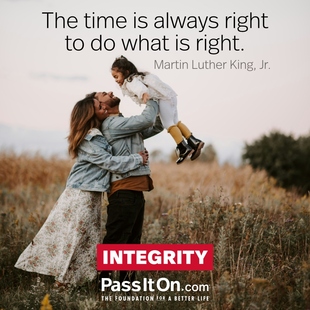 The time is always right
to do what is right.
Martin Luther King, Jr.
INTEGRITY
PassItOn.com
THE FOUNDATION FOR A BETTER LIFE